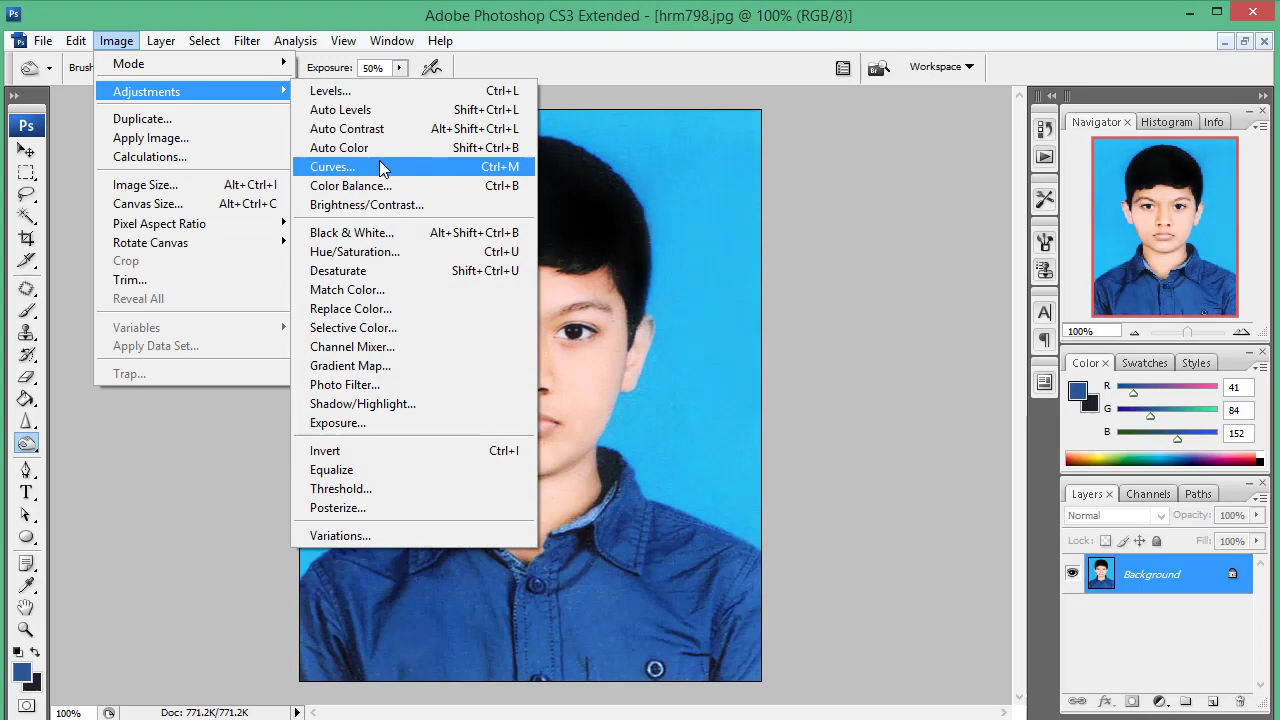 Ps Adobe Photoshop CS3 Extended - [hrm798.jpg @ 100% (RGB/8)]
Ps File Edit Image Layer Select Filter Analysis View Window Help
Brush Exposure: 50% Br Workspace
Mode
Adjustments
Duplicate...
Apply Image...
Calculations...
Image Size... Alt+Ctrl+I
Canvas Size... Alt+Ctrl+C
Pixel Aspect Ratio
Rotate Canvas
Crop
Trim...
Reveal All
Variables
Apply Data Set...
Trap...
Levels... Ctrl+L
Auto Levels Shift+Ctrl+L
Auto Contrast Alt+Shift+Ctrl+L
Auto Color Shift+Ctrl+B
Curves... Ctrl+M
Color Balance... Ctrl+B
Brightness/Contrast...
Black & White... Alt+Shift+Ctrl+B
Hue/Saturation... Ctrl+U
Desaturate Shift+Ctrl+U
Match Color...
Replace Color...
Selective Color...
Channel Mixer...
Gradient Map...
Photo Filter...
Shadow/Highlight...
Exposure...
Invert Ctrl+I
Equalize
Threshold...
Posterize...
Variations...
Ps
T
A
Navigator Histogram Info
100%
Color Swatches Styles
R 41
G 84
B 152
Layers Channels Paths
Normal Opacity: 100%
Lock: Fill: 100%
Background
fx
100% Doc: 771.2K/771.2K